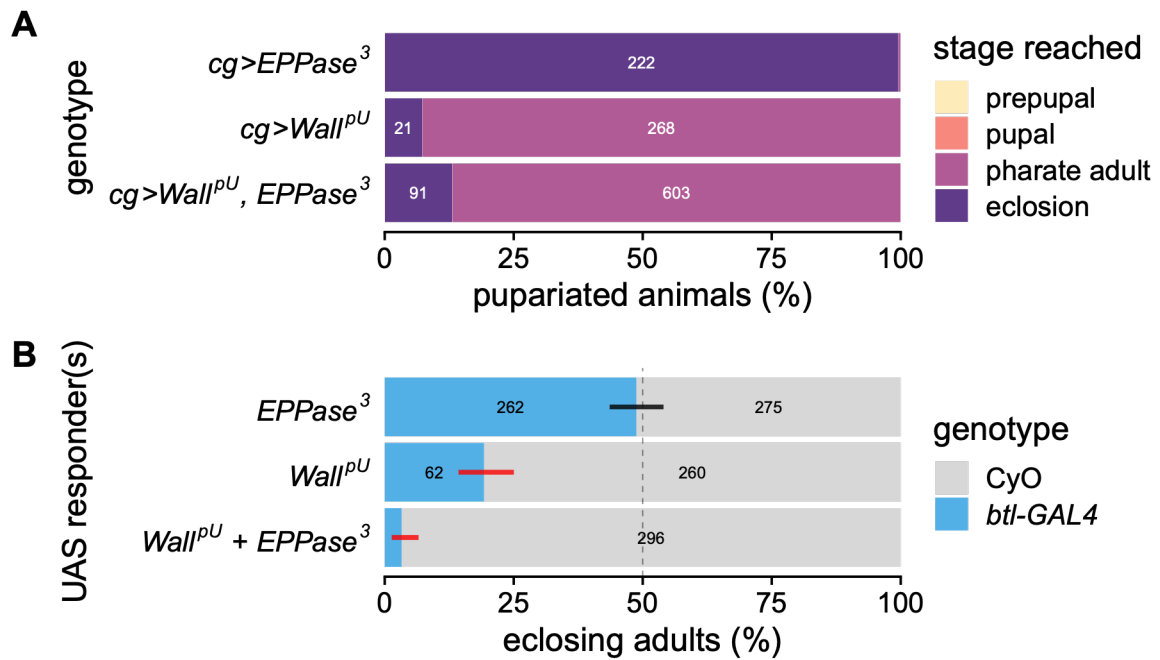 A
genotype
cg>EPPase³
222
cg>Wallᵖᵁ
21
268
cg>Wallᵖᵁ, EPPase³
91
603
0 25 50 75 100
pupariated animals (%)
stage reached
prepupal
pupal
pharate adult
eclosion
B
UAS responder(s)
EPPase³
262
275
Wallᵖᵁ
62
260
Wallᵖᵁ + EPPase³
296
0 25 50 75 100
eclosing adults (%)
genotype
CyO
btl-GAL4